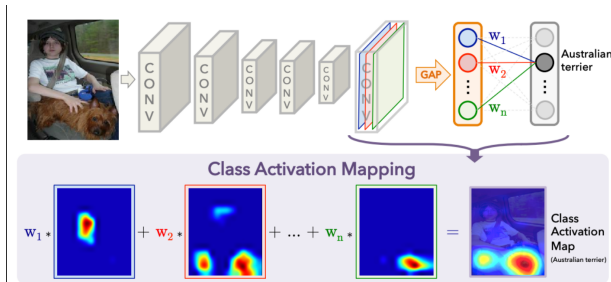 CONV
CONV
CONV
CONV
CONV
CONV
GAP
w1
w2
wn
Australian
terrier
Class Activation Mapping
w1 * + w2 * + ... + wn * =
Class
Activation
Map
(Australian terrier)